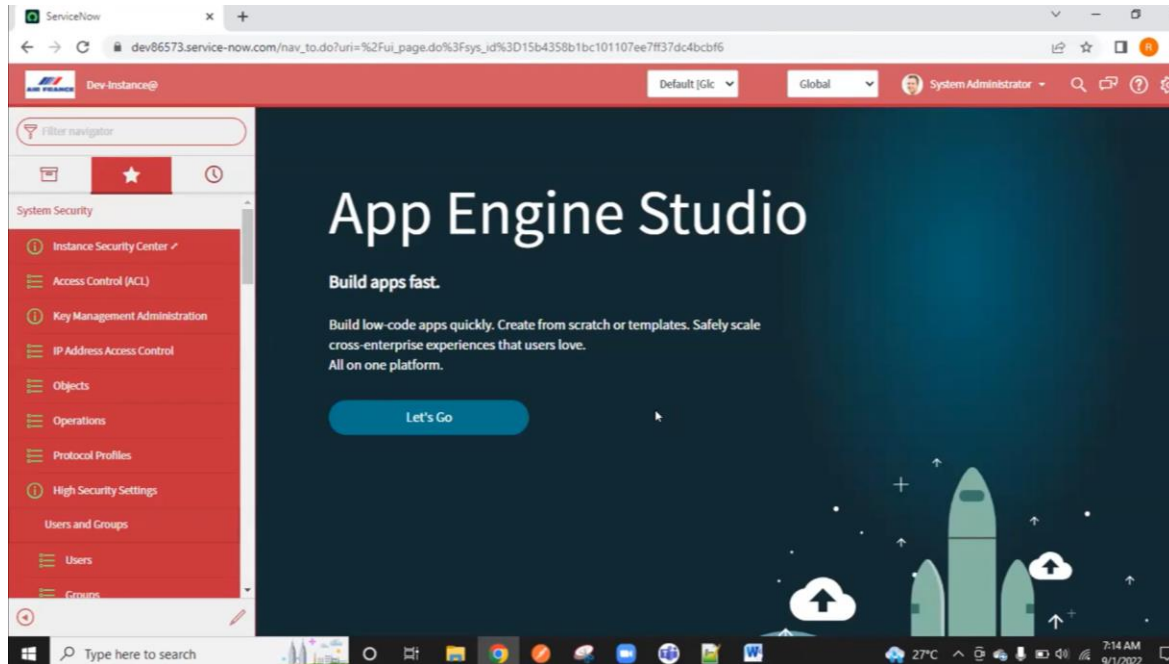 ServiceNow
dev86573.service-now.com/nav_to.do?uri=%2Fui_page.do%3Fsys_id%3D15b4358b1bc101107ee7ff37dc4bcbf6
AIR FRANCE
Dev-Instance@
Default [Glc
Global
System Administrator
Filter navigator
System Security
Instance Security Center
Access Control (ACL)
Key Management Administration
IP Address Access Control
Objects
Operations
Protocol Profiles
High Security Settings
Users and Groups
Users
Groups
App Engine Studio
Build apps fast.
Build low-code apps quickly. Create from scratch or templates. Safely scale
cross-enterprise experiences that users love.
All on one platform.
Let's Go
Type here to search
27°C
7:14 AM
9/1/2022